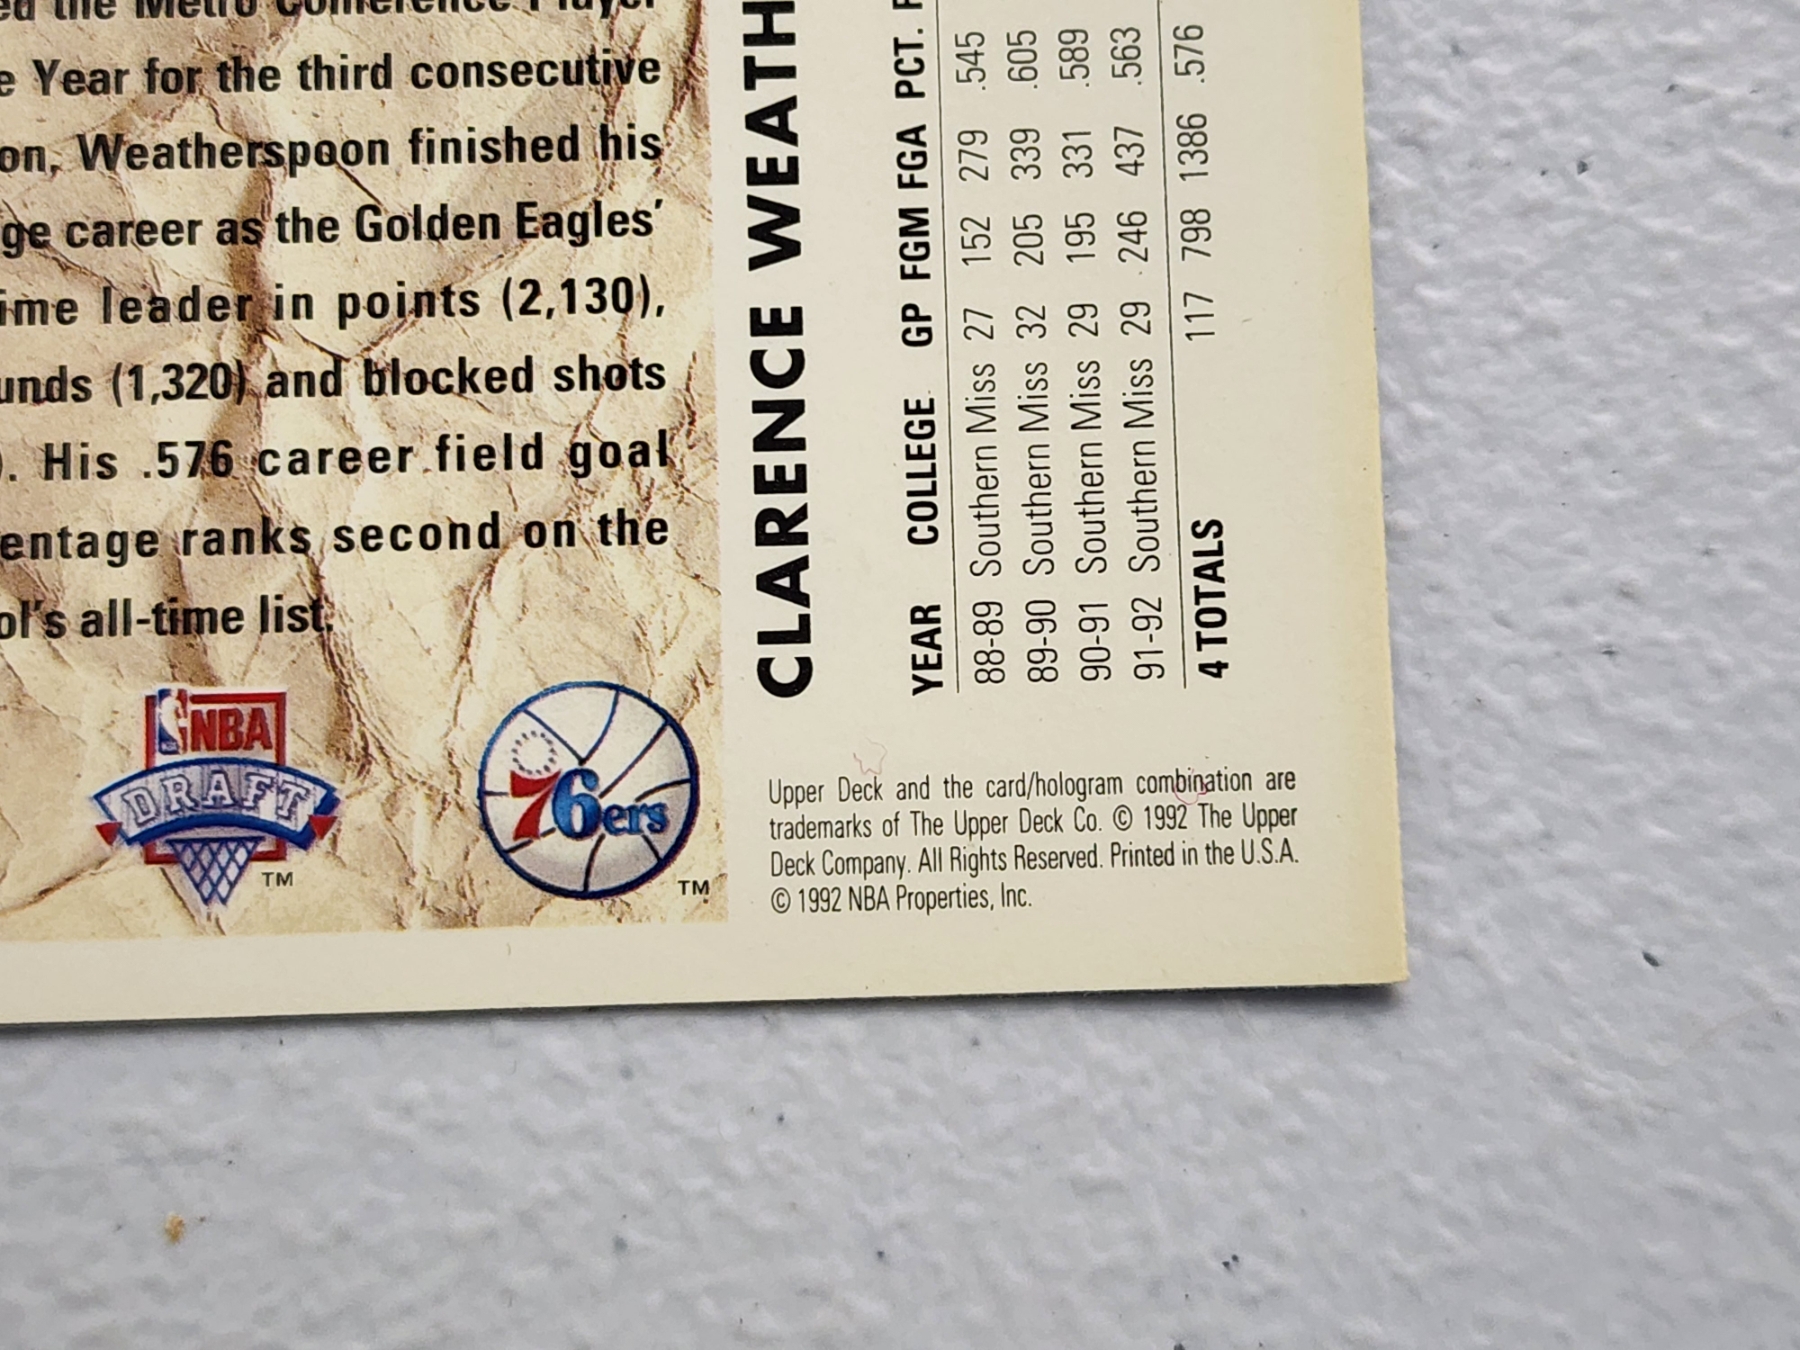 ed the Metro Conference Player
e Year for the third consecutive
on, Weatherspoon finished his
ge career as the Golden Eagles'
ime leader in points (2,130),
unds (1,320) and blocked shots
). His .576 career field goal
entage ranks second on the
ol's all-time list.
NBA
DRAFT
TM
76ers
TM
CLARENCE WEATH
YEAR COLLEGE GP FGM FGA PCT. F
88-89 Southern Miss 27 152 279 .545
89-90 Southern Miss 32 205 339 .605
90-91 Southern Miss 29 195 331 .589
91-92 Southern Miss 29 246 437 .563
4 TOTALS 117 798 1386 .576
Upper Deck and the card/hologram combination are
trademarks of The Upper Deck Co. © 1992 The Upper
Deck Company. All Rights Reserved. Printed in the U.S.A.
© 1992 NBA Properties, Inc.